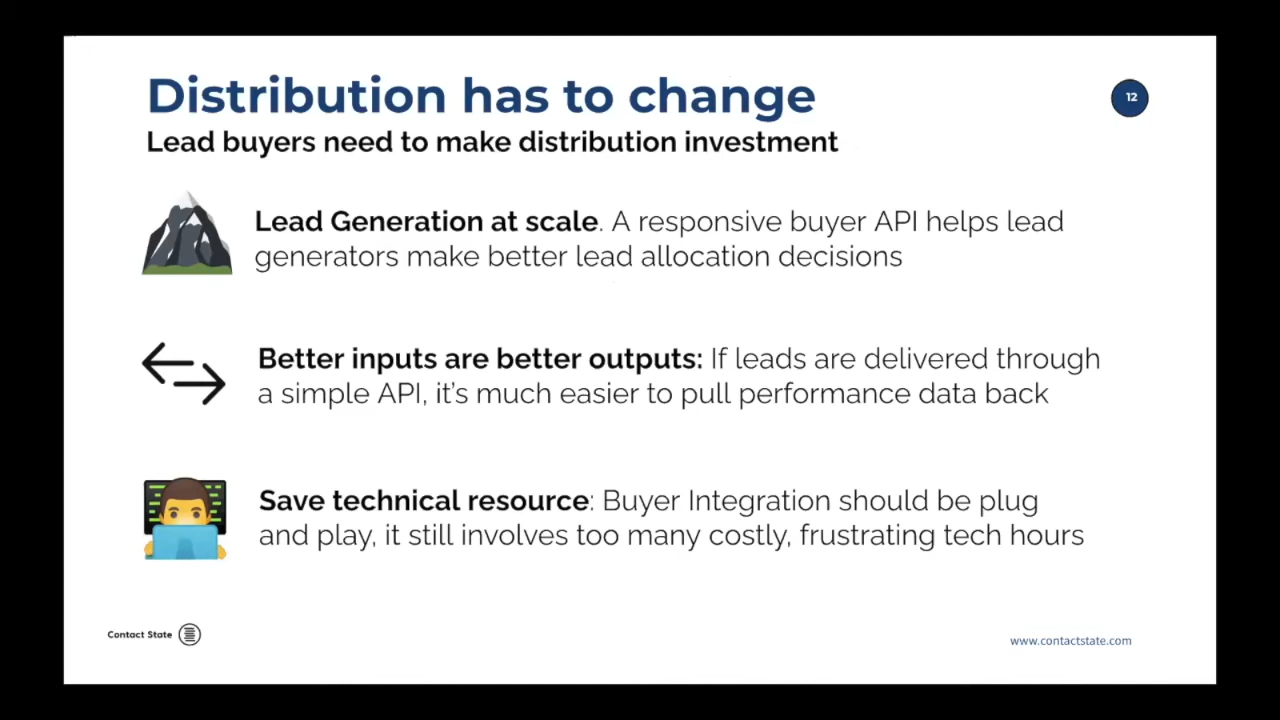 Distribution has to change
12
Lead buyers need to make distribution investment
Lead Generation at scale. A responsive buyer API helps lead
generators make better lead allocation decisions
Better inputs are better outputs: If leads are delivered through
a simple API, it's much easier to pull performance data back
Save technical resource: Buyer Integration should be plug
and play, it still involves too many costly, frustrating tech hours
Contact State
www.contactstate.com